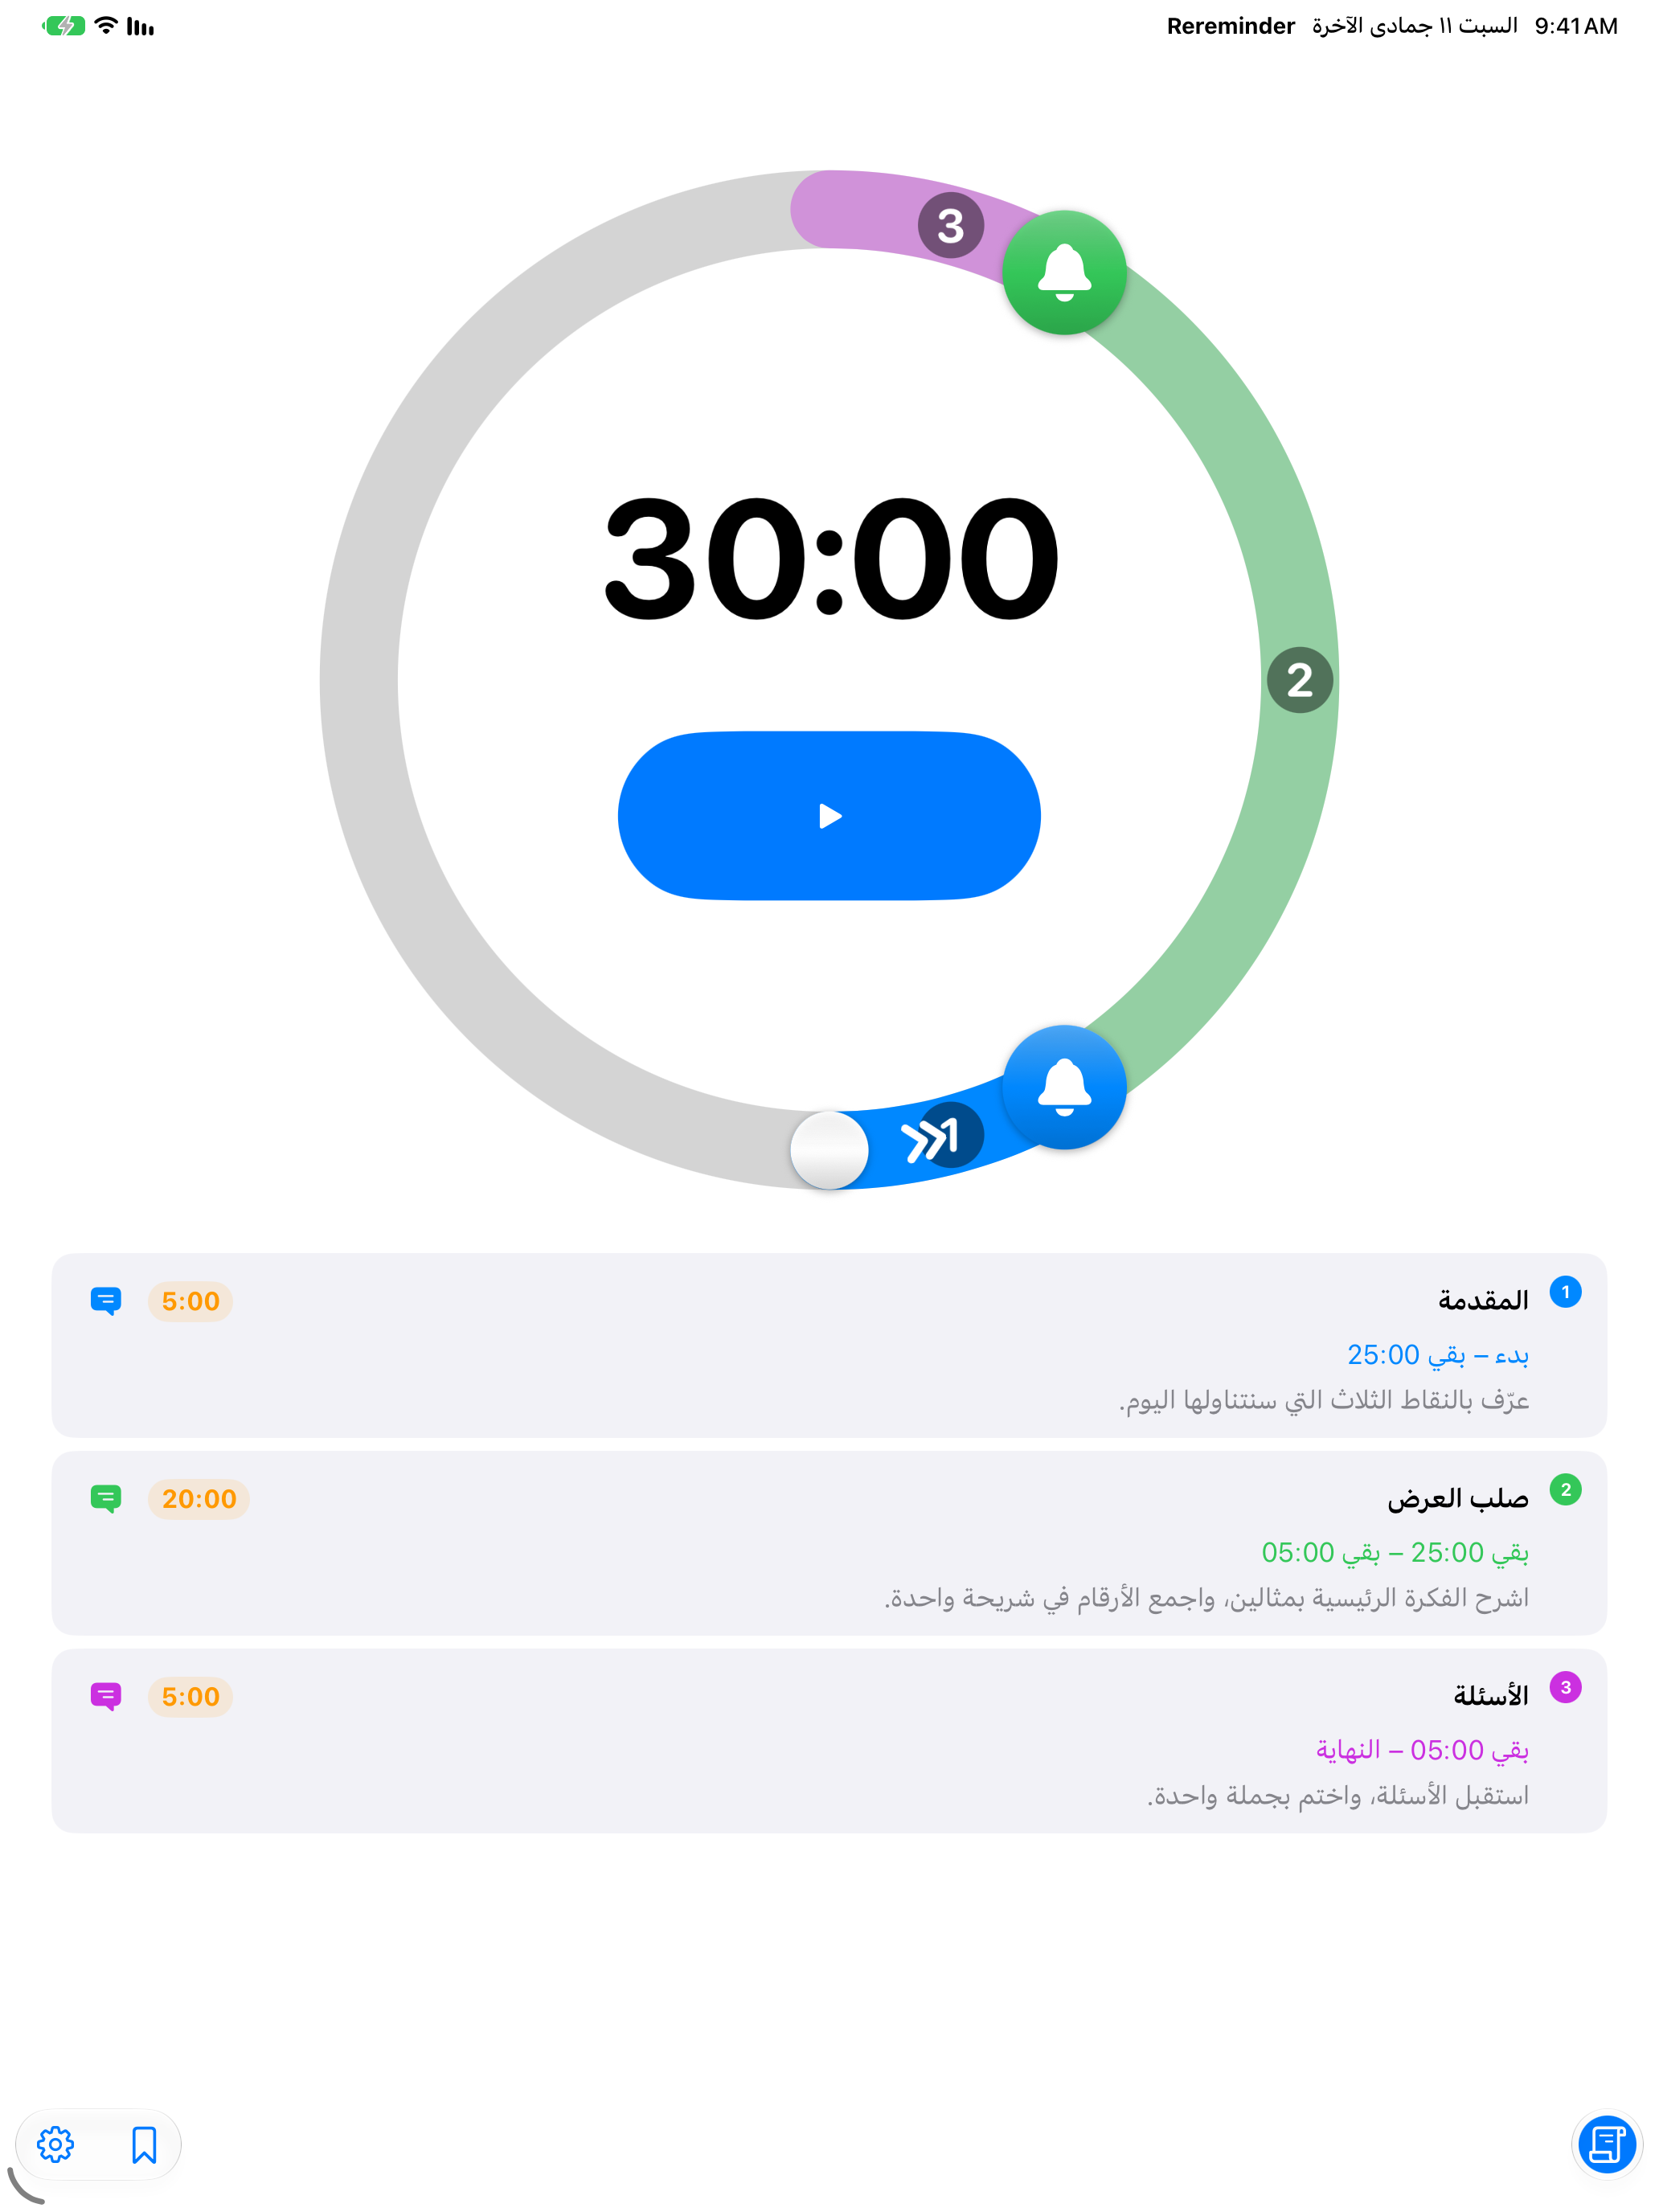 9:41 AM السبت ١١ جمادى الآخرة Rereminder
3
30:00
2
1
1 المقدمة 5:00
بدء – بقي 25:00
عرّف بالنقاط الثلاث التي سنتناولها اليوم.
2 صلب العرض 20:00
بقي 25:00 – بقي 05:00
اشرح الفكرة الرئيسية بمثالين، واجمع الأرقام في شريحة واحدة.
3 الأسئلة 5:00
بقي 05:00 – النهاية
استقبل الأسئلة، واختم بجملة واحدة.